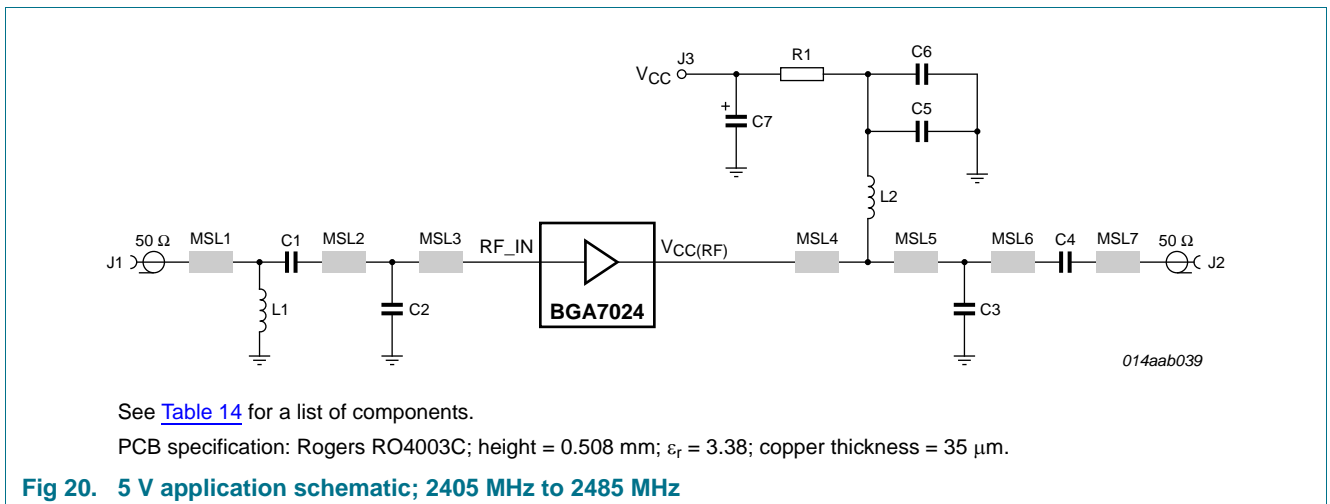 J3
R1
C6
VCC
+
C7
C5
L2
50 Ω
MSL1
C1
MSL2
MSL3
RF_IN
VCC(RF)
MSL4
MSL5
MSL6
C4
MSL7
50 Ω
J1
J2
L1
C2
BGA7024
C3
014aab039
See Table 14 for a list of components.
PCB specification: Rogers RO4003C; height = 0.508 mm; εr = 3.38; copper thickness = 35 μm.
Fig 20. 5 V application schematic; 2405 MHz to 2485 MHz